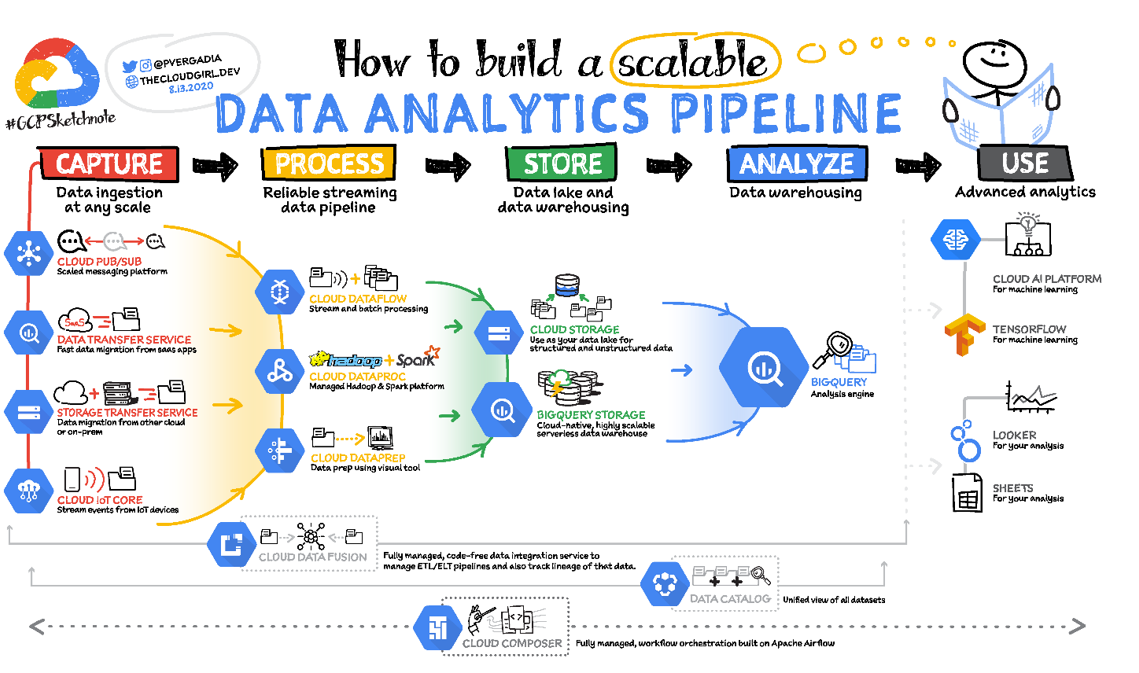 @PVERGADIA
THECLOUDGIRL.DEV
8.13.2020
#GCPSketchnote
How to build a scalable
DATA ANALYTICS PIPELINE
CAPTURE
Data ingestion
at any scale
PROCESS
Reliable streaming
data pipeline
STORE
Data lake and
data warehousing
ANALYZE
Data warehousing
USE
Advanced analytics
CLOUD PUB/SUB
Scaled messaging platform
SaaS
DATA TRANSFER SERVICE
Fast data migration from saas apps
STORAGE TRANSFER SERVICE
Data migration from other cloud
or on-prem
CLOUD IoT CORE
Stream events from IoT devices
CLOUD DATAFLOW
Stream and batch processing
hadoop + Spark
CLOUD DATAPROC
Managed Hadoop & Spark platform
CLOUD DATAPREP
Data prep using visual tool
CLOUD STORAGE
Use as your data lake for
structured and unstructured data
BIGQUERY STORAGE
Cloud-native, highly scalable
serverless data warehouse
BIGQUERY
Analysis engine
CLOUD AI PLATFORM
For machine learning
TENSORFLOW
For machine learning
LOOKER
For your analysis
SHEETS
For your analysis
CLOUD DATA FUSION
Fully managed, code-free data integration service to
manage ETL/ELT pipelines and also track lineage of that data.
DATA CATALOG
Unified view of all datasets
CLOUD COMPOSER
Fully managed, workflow orchestration built on Apache Airflow